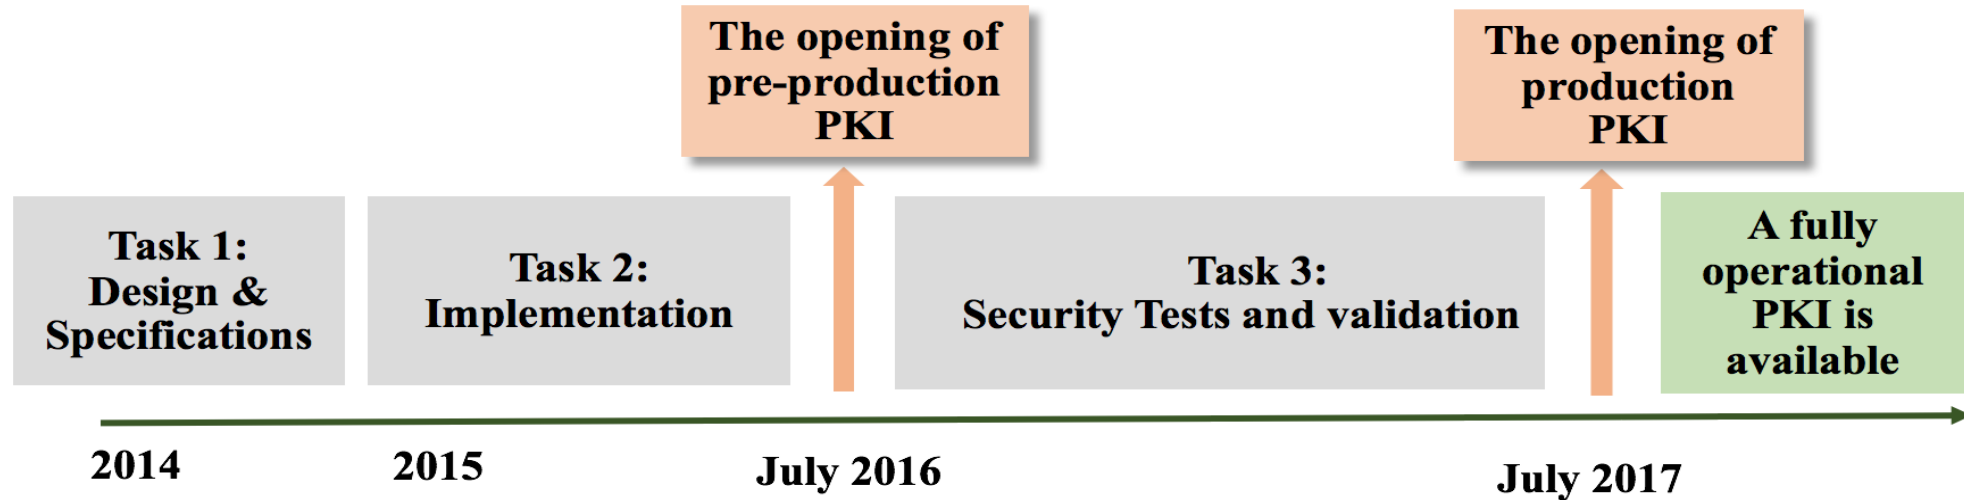 The opening of
pre-production
PKI
The opening of
production
PKI
Task 1:
Design &
Specifications
Task 2:
Implementation
Task 3:
Security Tests and validation
A fully
operational
PKI is
available
2014
2015
July 2016
July 2017